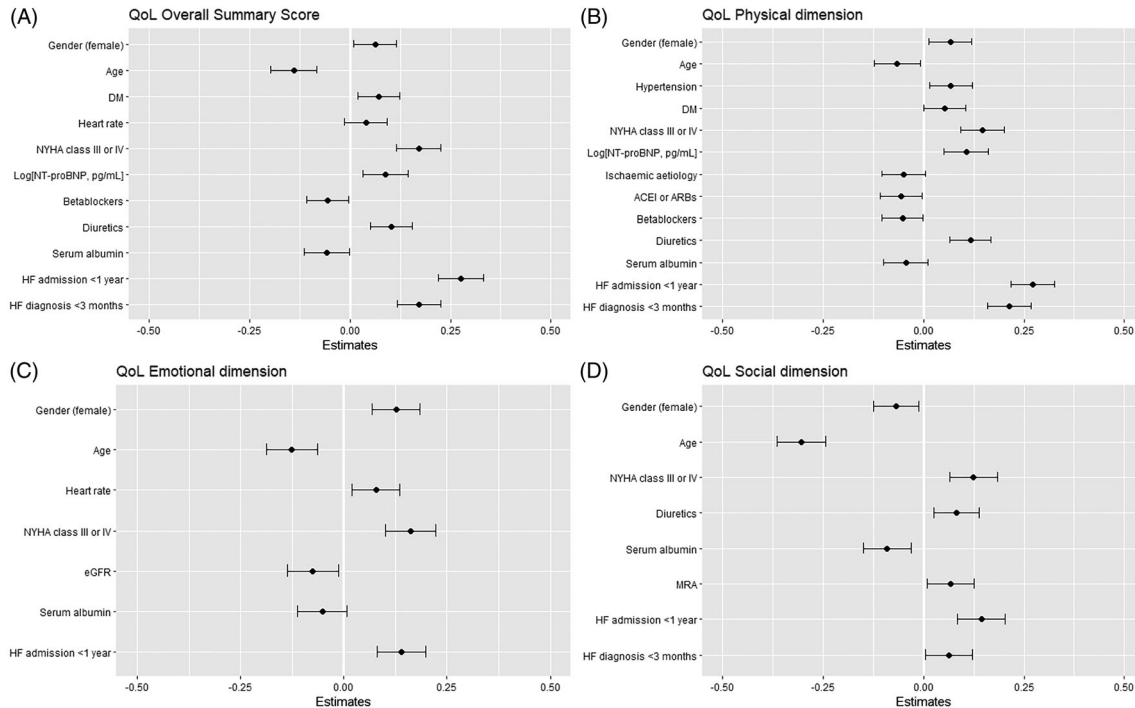 (A)
QoL Overall Summary Score
Gender (female)
Age
DM
Heart rate
NYHA class III or IV
Log[NT-proBNP, pg/mL]
Betablockers
Diuretics
Serum albumin
HF admission <1 year
HF diagnosis <3 months
-0.50
-0.25
0.00
0.25
0.50
Estimates
(B)
QoL Physical dimension
Gender (female)
Age
Hypertension
DM
NYHA class III or IV
Log[NT-proBNP, pg/mL]
Ischaemic aetiology
ACEI or ARBs
Betablockers
Diuretics
Serum albumin
HF admission <1 year
HF diagnosis <3 months
-0.50
-0.25
0.00
0.25
0.50
Estimates
(C)
QoL Emotional dimension
Gender (female)
Age
Heart rate
NYHA class III or IV
eGFR
Serum albumin
HF admission <1 year
-0.50
-0.25
0.00
0.25
0.50
Estimates
(D)
QoL Social dimension
Gender (female)
Age
NYHA class III or IV
Diuretics
Serum albumin
MRA
HF admission <1 year
HF diagnosis <3 months
-0.50
-0.25
0.00
0.25
0.50
Estimates